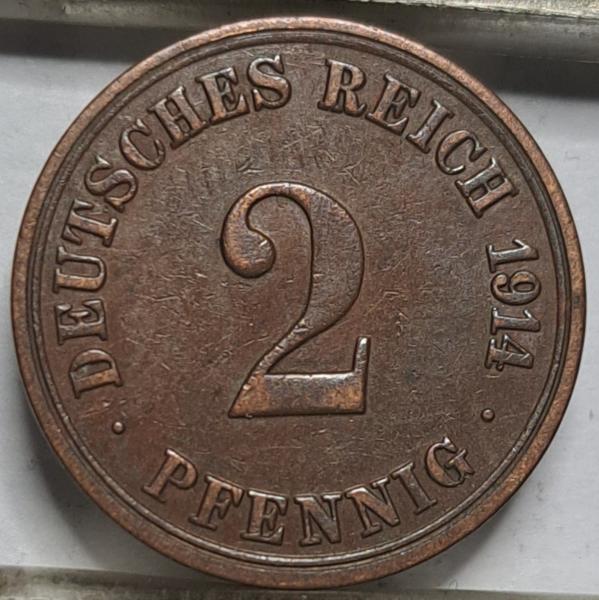 DEUTSCHES REICH 1914
2
· PFENNIG ·